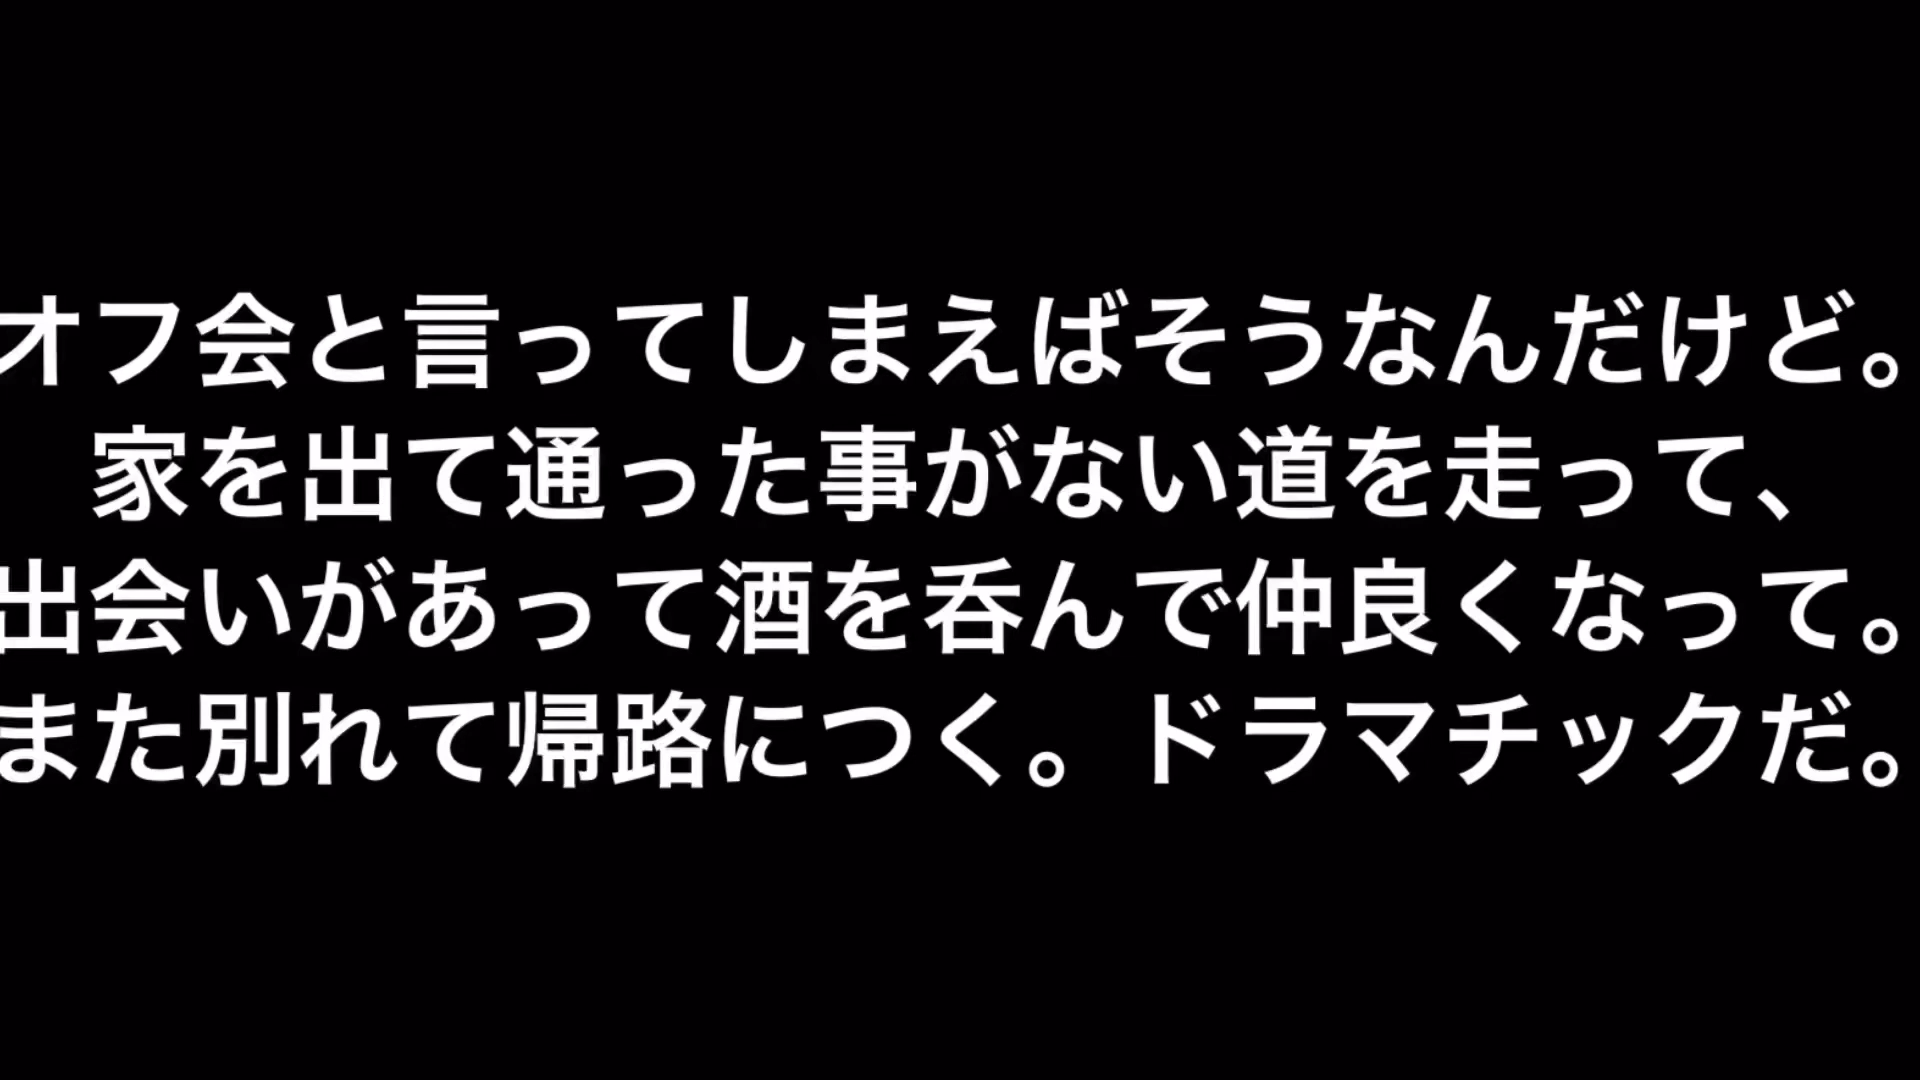 オフ会と言ってしまえばそうなんだけど。
家を出て通った事がない道を走って、
出会いがあって酒を呑んで仲良くなって。
また別れて帰路につく。ドラマチックだ。